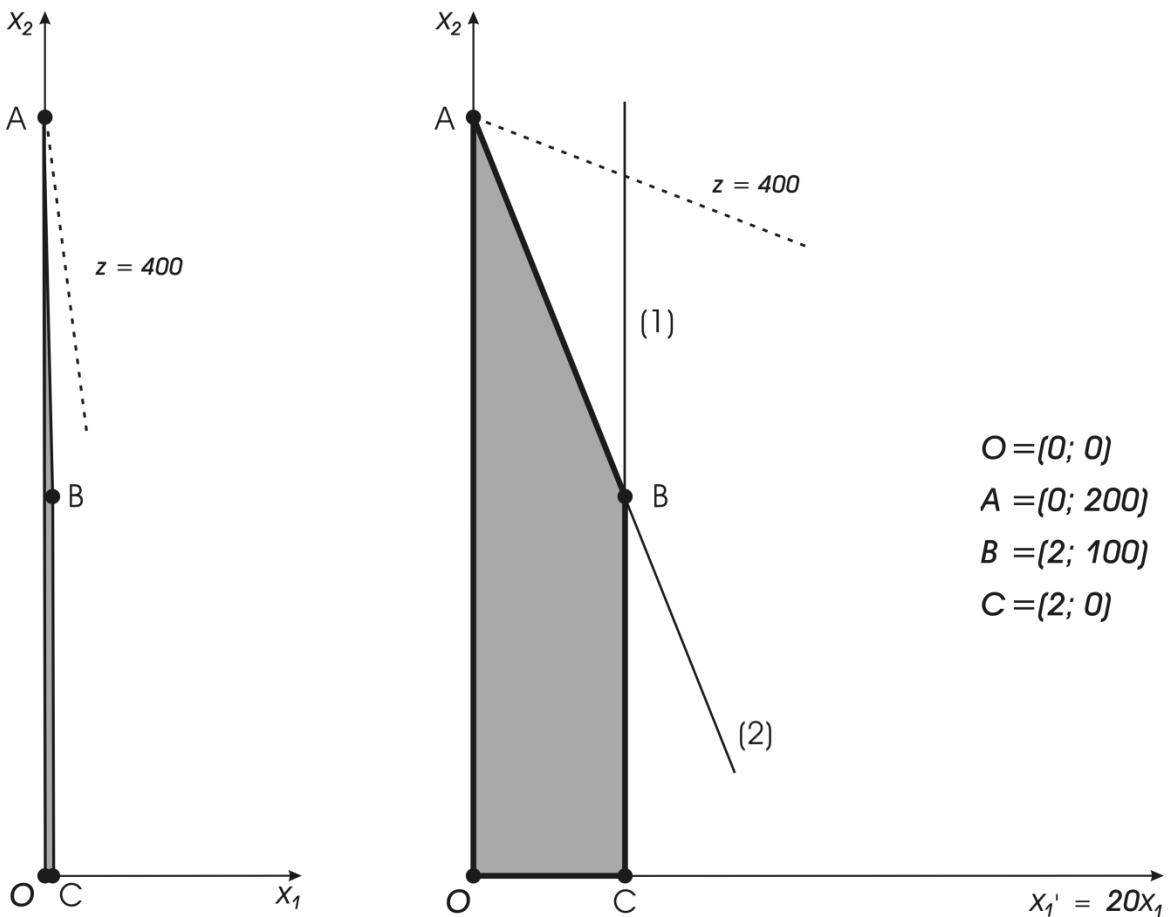 X₂
A
z = 400
B
O
C
X₁
X₂
A
z = 400
(1)
B
(2)
O
C
X₁' = 20X₁
O =(0; 0)
A =(0; 200)
B =(2; 100)
C =(2; 0)